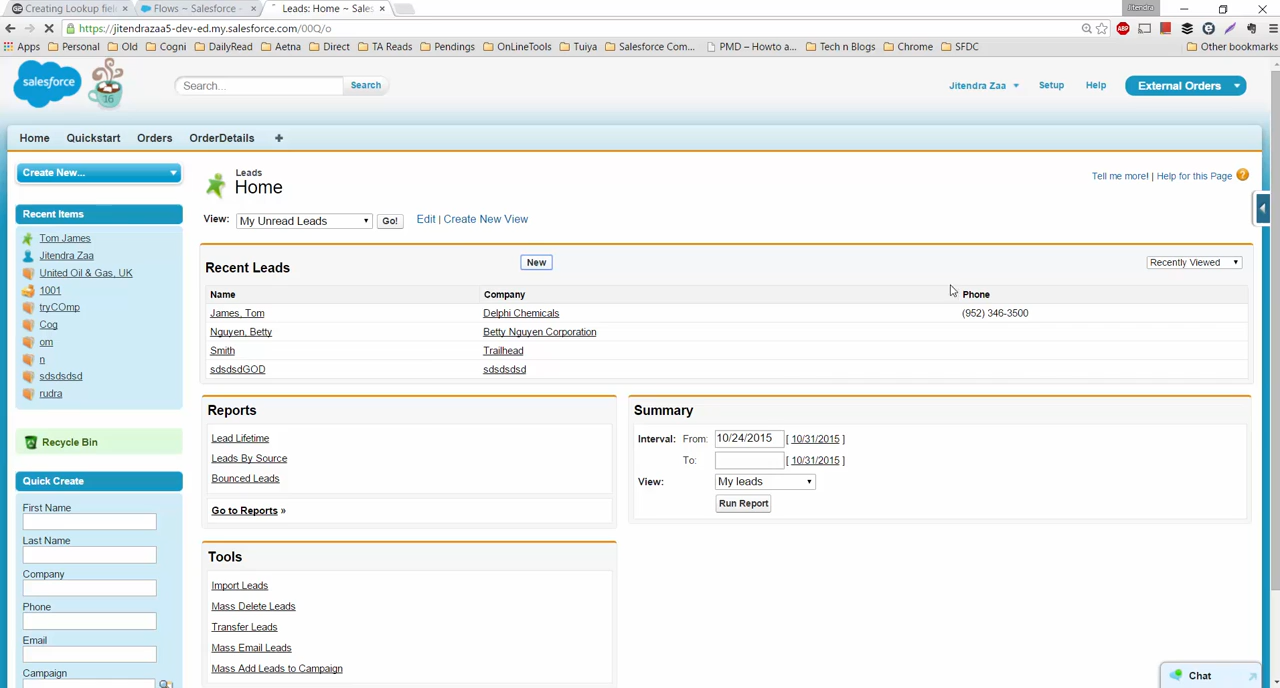 Creating Lookup fiel
Flows ~ Salesforce -
Leads: Home ~ Sales
Jitendra
https://jitendrazaa5-dev-ed.my.salesforce.com/00Q/o
ABP
Apps
Personal
Old
Cogni
DailyRead
Aetna
Direct
TA Reads
Pendings
OnLineTools
Tuiya
Salesforce Com...
PMD – Howto a...
Tech n Blogs
Chrome
SFDC
Other bookmarks
salesforce
16
Search...
Search
Jitendra Zaa
Setup
Help
External Orders
Home
Quickstart
Orders
OrderDetails
+
Create New...
Leads
Home
Tell me more! | Help for this Page
Recent Items
View:
My Unread Leads
Go!
Edit | Create New View
Tom James
Jitendra Zaa
United Oil & Gas, UK
1001
tryCOmp
Cog
om
n
sdsdsdsd
rudra
Recent Leads
New
Recently Viewed
Name
Company
Phone
James, Tom
Delphi Chemicals
(952) 346-3500
Nguyen, Betty
Betty Nguyen Corporation
Smith
Trailhead
sdsdsdGOD
sdsdsdsd
Reports
Lead Lifetime
Leads By Source
Bounced Leads
Go to Reports »
Summary
Interval: From: 10/24/2015 [ 10/31/2015 ]
To: [ 10/31/2015 ]
View: My leads
Run Report
Recycle Bin
Quick Create
First Name
Last Name
Company
Phone
Email
Campaign
Tools
Import Leads
Mass Delete Leads
Transfer Leads
Mass Email Leads
Mass Add Leads to Campaign
Chat